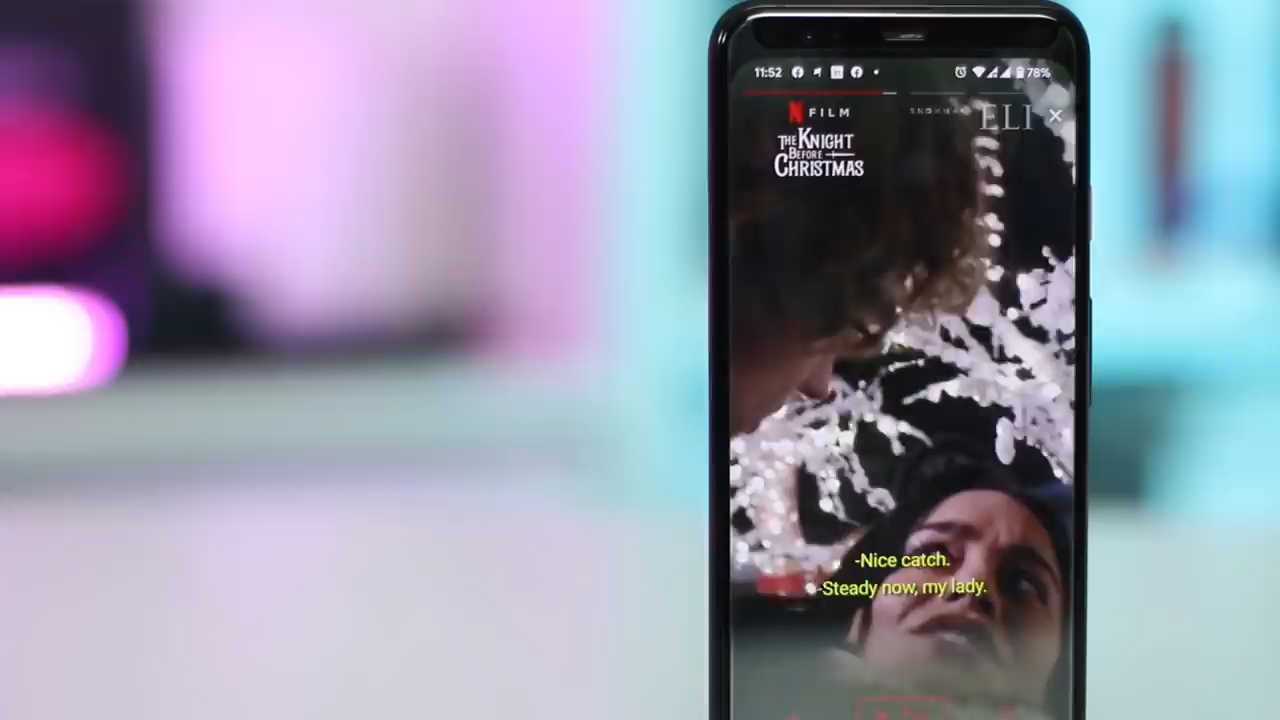 11:52
78%
N FILM
THE KNIGHT
BEFORE
CHRISTMAS
ELI
-Nice catch.
-Steady now, my lady.